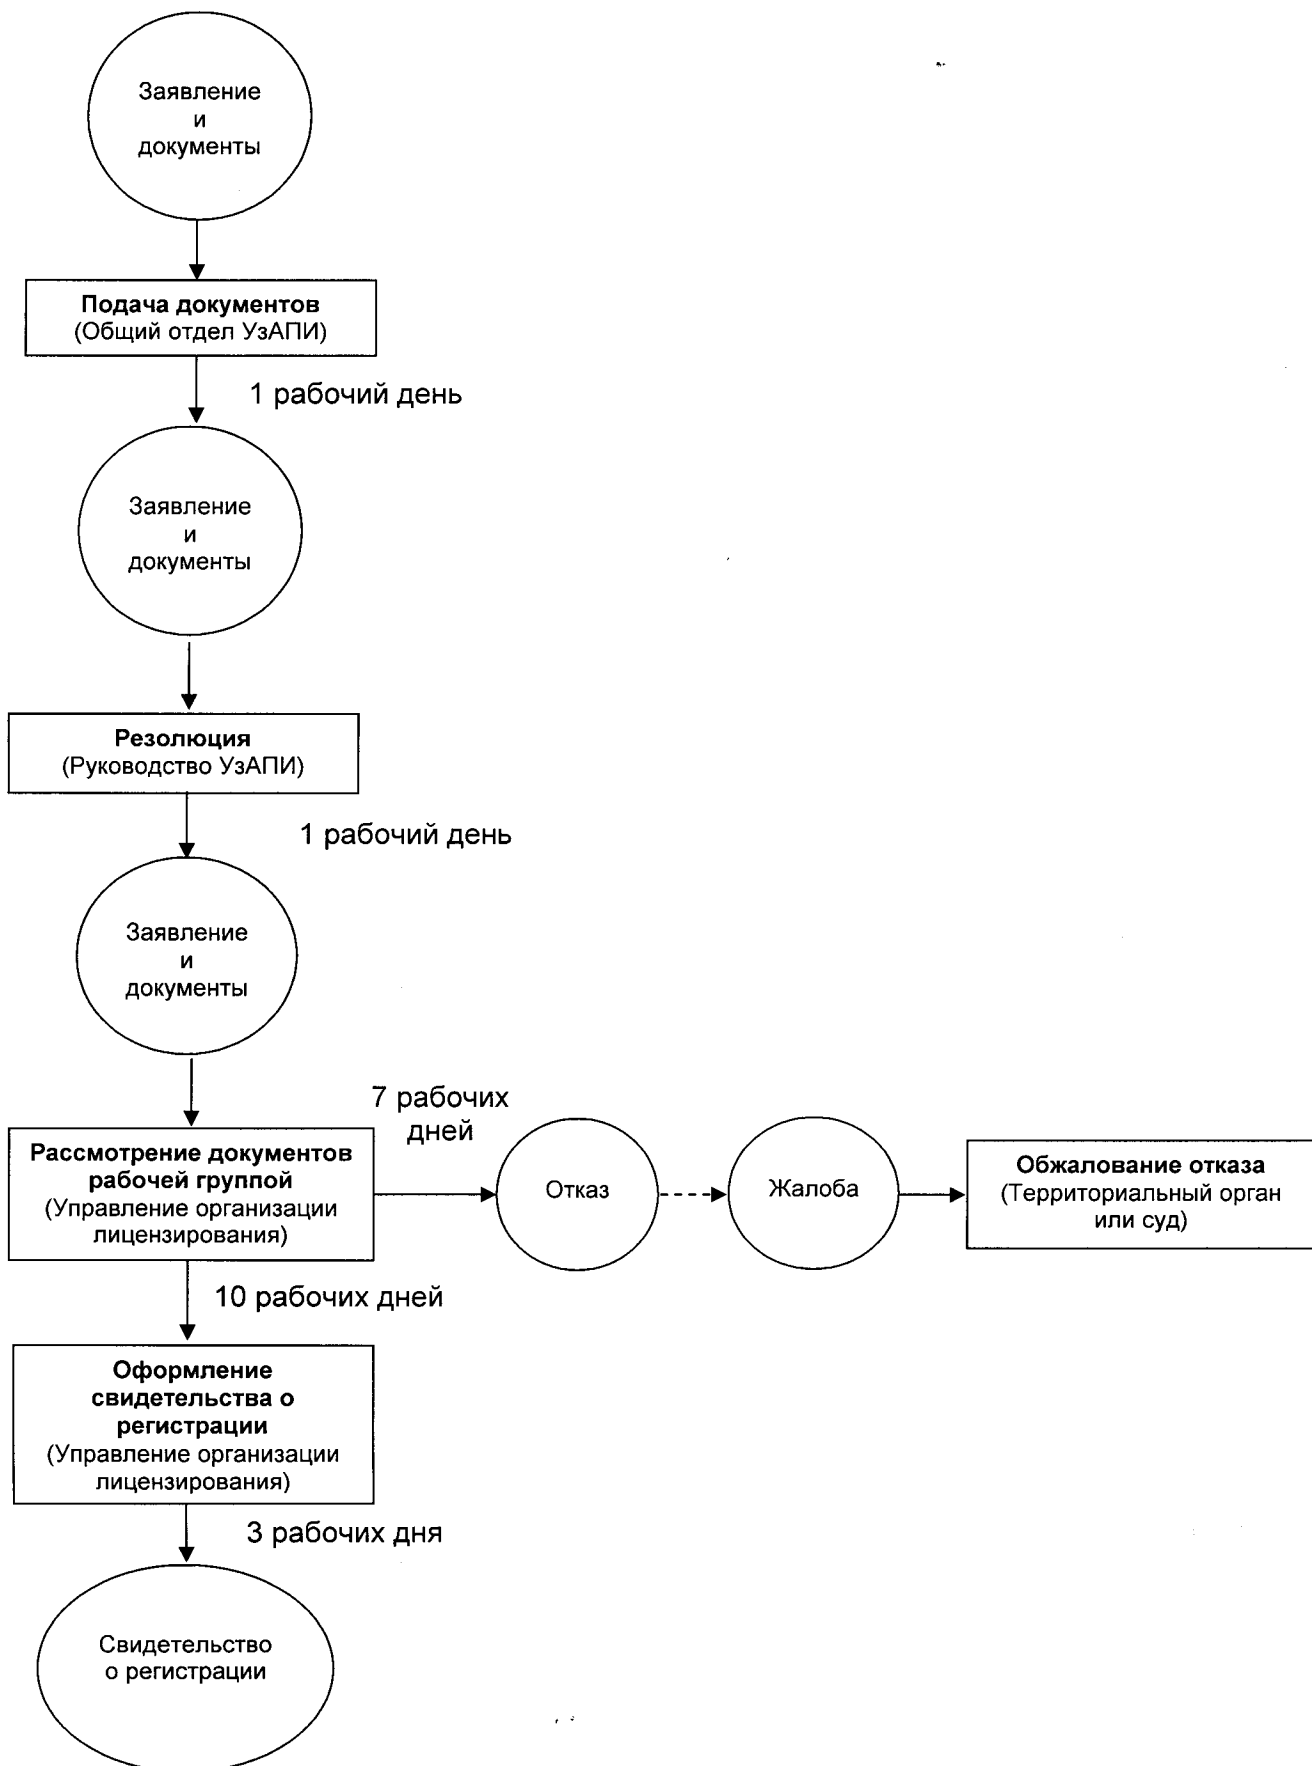 Заявление
и
документы
Подача документов
(Общий отдел УзАПИ)
1 рабочий день
Заявление
и
документы
Резолюция
(Руководство УзАПИ)
1 рабочий день
Заявление
и
документы
Рассмотрение документов
рабочей группой
(Управление организации
лицензирования)
7 рабочих
дней
Отказ
Жалоба
Обжалование отказа
(Территориальный орган
или суд)
10 рабочих дней
Оформление
свидетельства о
регистрации
(Управление организации
лицензирования)
3 рабочих дня
Свидетельство
о регистрации